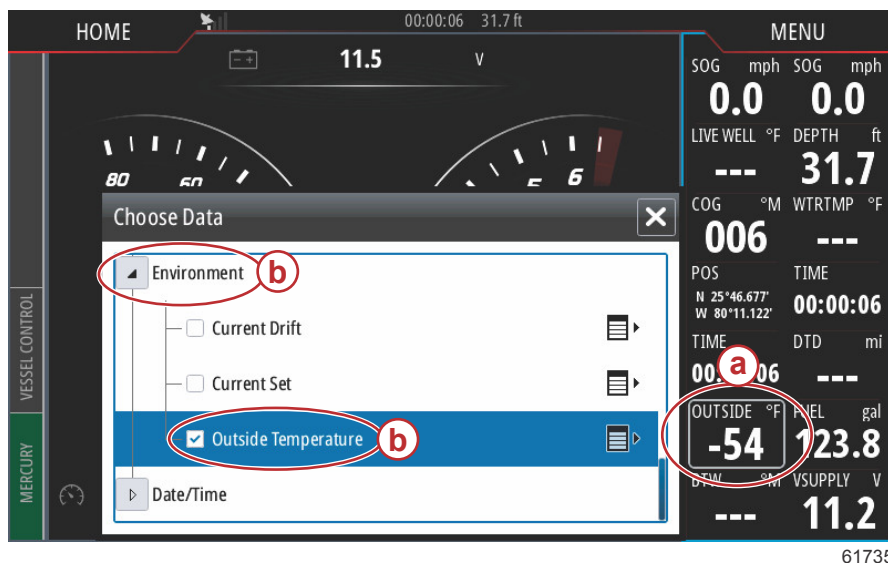 HOME 00:00:06 31.7 ft MENU
11.5 V
80 60 5 6
Choose Data
Environment b
Current Drift
Current Set
Outside Temperature b
Date/Time
VESSEL CONTROL
MERCURY
SOG mph SOG mph
0.0 0.0
LIVE WELL °F DEPTH ft
--- 31.7
COG °M WTRTMP °F
006 ---
POS TIME
N 25°46.677'
W 80°11.122' 00:00:06
TIME DTD mi
00: 06 ---
a
OUTSIDE °F FUEL gal
-54 123.8
DTW °M VSUPPLY V
--- 11.2
61735